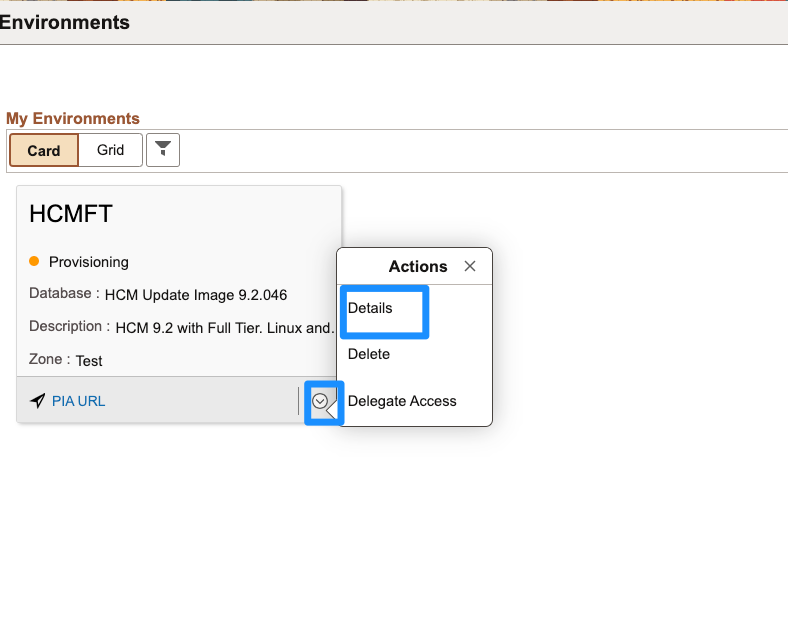 Environments
My Environments
Card Grid
HCMFT
Provisioning
Database : HCM Update Image 9.2.046
Description : HCM 9.2 with Full Tier. Linux and.
Zone : Test
PIA URL
Actions
Details
Delete
Delegate Access